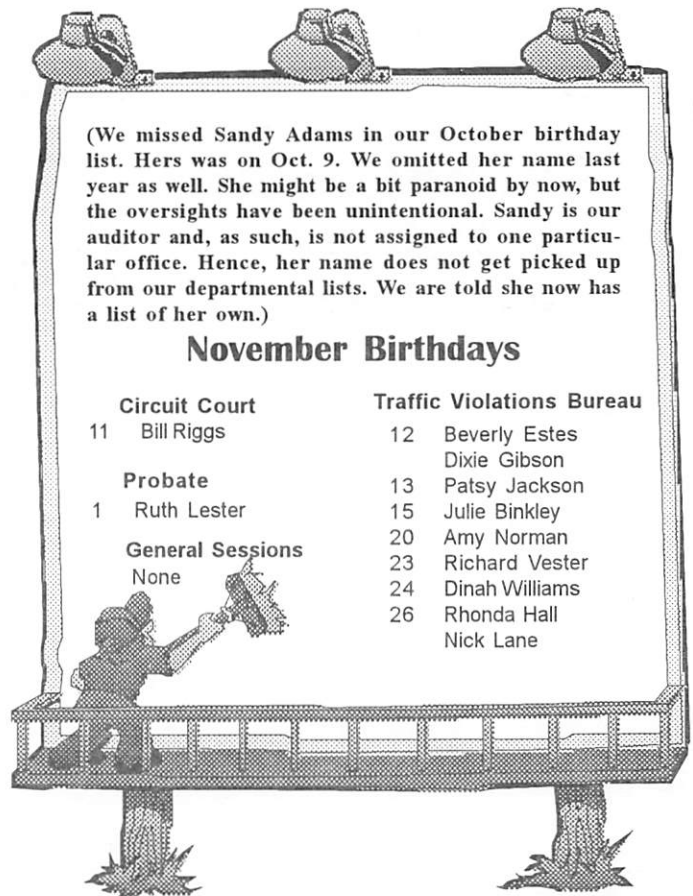 (We missed Sandy Adams in our October birthday
list. Hers was on Oct. 9. We omitted her name last
year as well. She might be a bit paranoid by now, but
the oversights have been unintentional. Sandy is our
auditor and, as such, is not assigned to one particu-
lar office. Hence, her name does not get picked up
from our departmental lists. We are told she now has
a list of her own.)
November Birthdays
Circuit Court
11 Bill Riggs
Probate
1 Ruth Lester
General Sessions
None
Traffic Violations Bureau
12 Beverly Estes
Dixie Gibson
13 Patsy Jackson
15 Julie Binkley
20 Amy Norman
23 Richard Vester
24 Dinah Williams
26 Rhonda Hall
Nick Lane